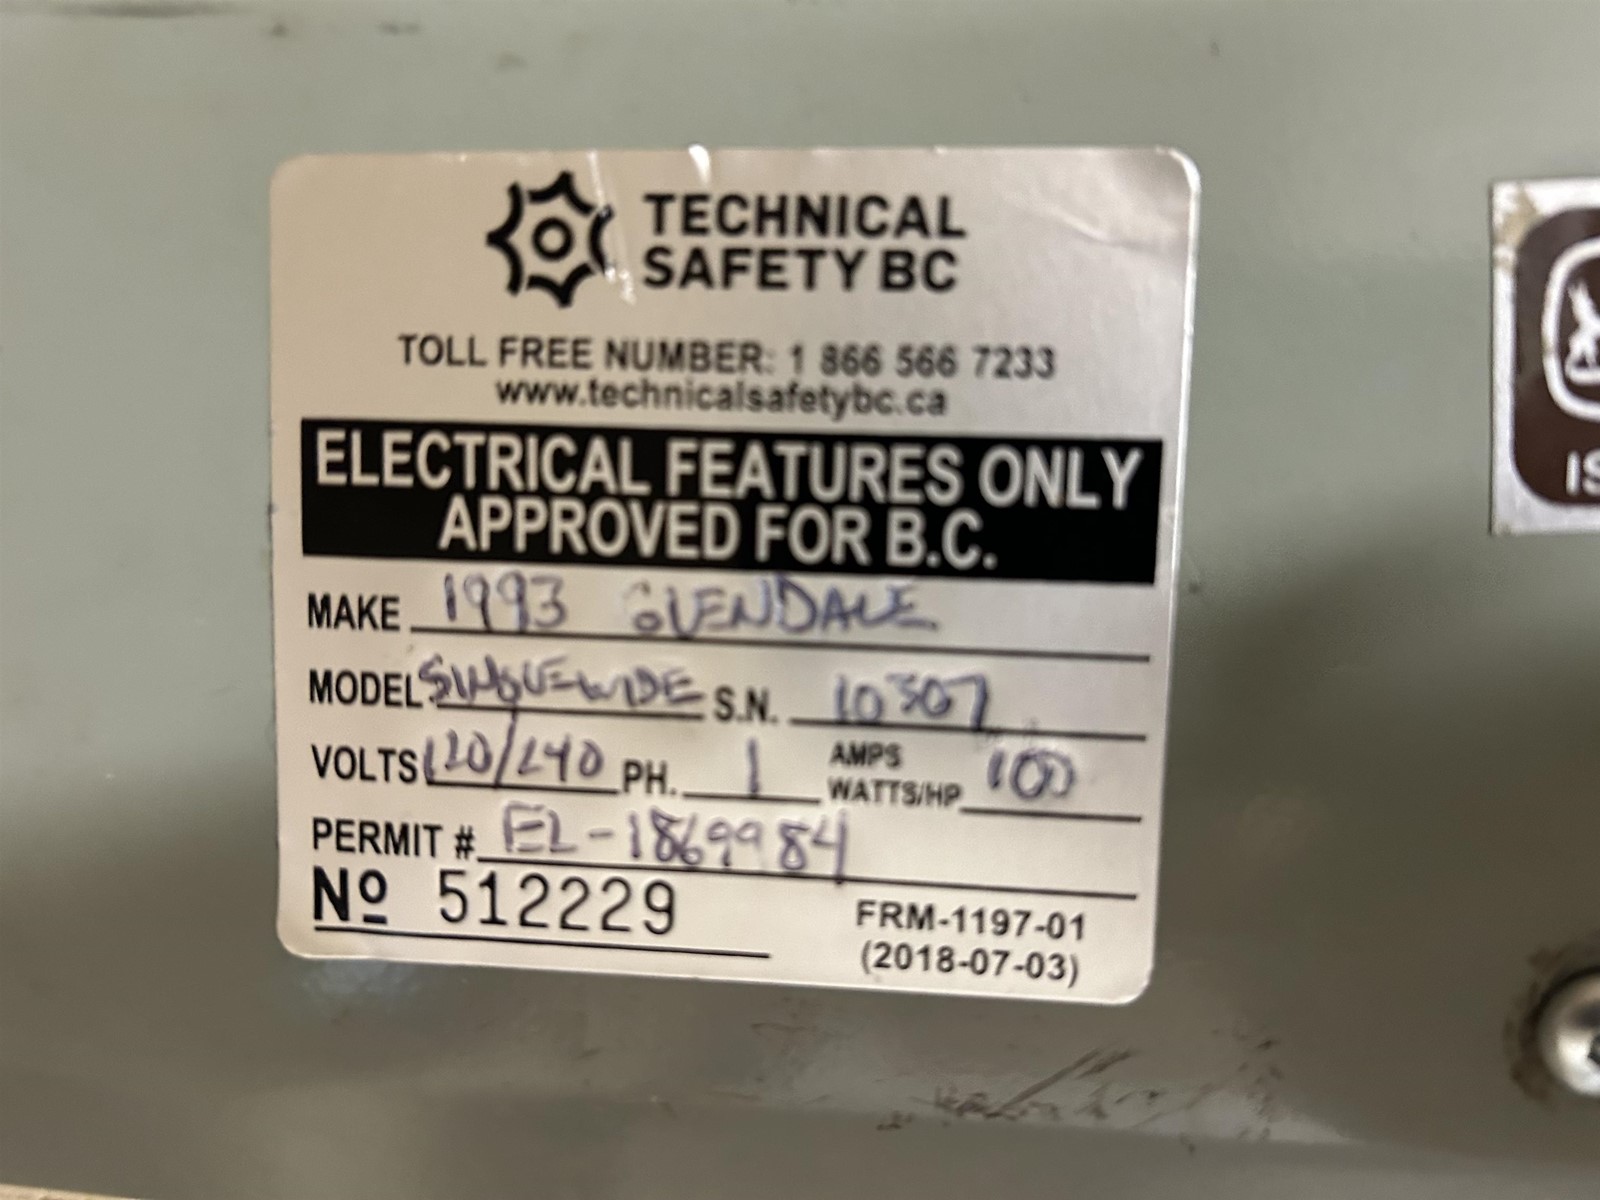 TECHNICAL
SAFETY BC
TOLL FREE NUMBER: 1 866 566 7233
www.technicalsafetybc.ca
ELECTRICAL FEATURES ONLY
APPROVED FOR B.C.
MAKE 1993 GLENDALE
MODEL SINGLE-WIDE S.N. 10307
VOLTS 120/240 PH. 1 AMPS WATTS/HP 100
PERMIT # EL-1869984
Nº 512229
FRM-1197-01
(2018-07-03)